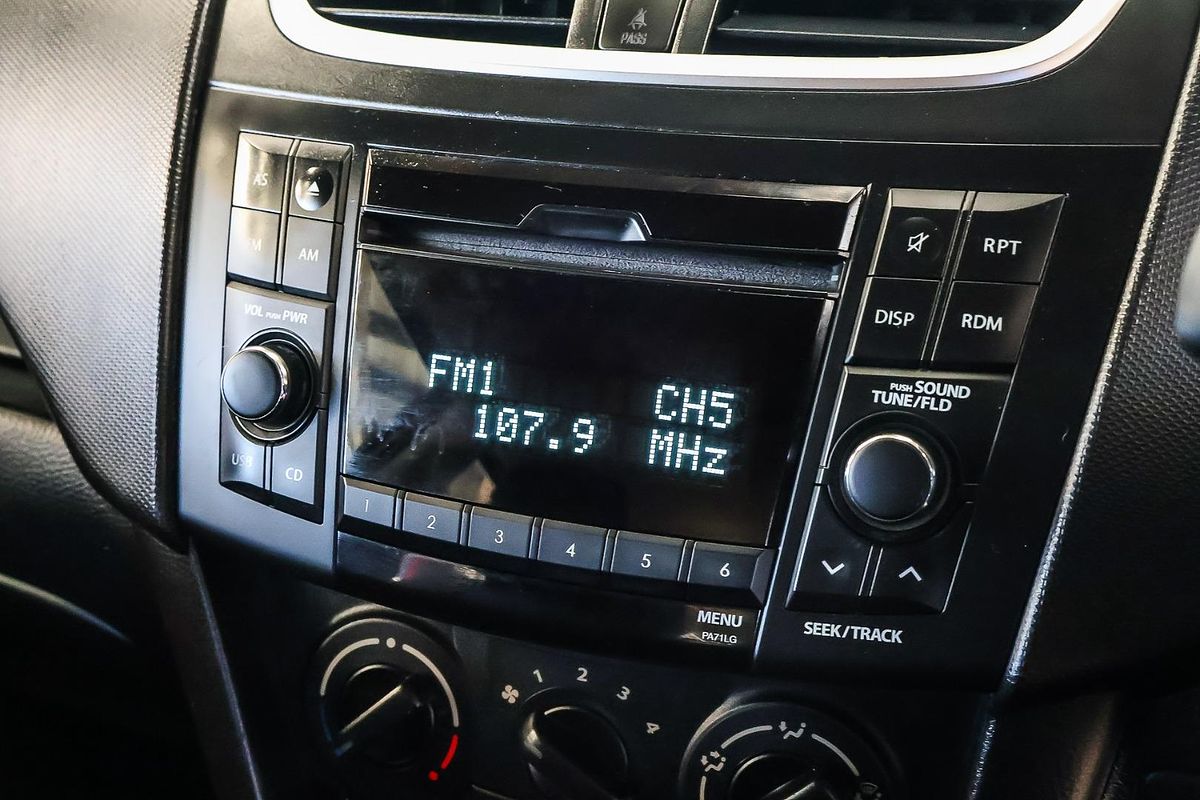 PASS
AS
FM
AM
VOL PUSH PWR
USB
CD
FM1
CH5
107.9
MHz
1
2
3
4
5
6
MENU
PA71LG
RPT
DISP
RDM
PUSH SOUND
TUNE/FLD
SEEK/TRACK
1
2
3
4